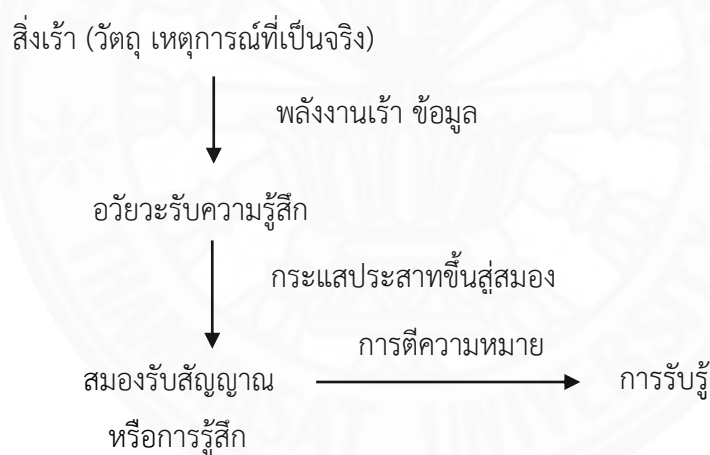 สิ่งเร้า (วัตถุ เหตุการณ์ที่เป็นจริง)
พลังงานเร้า ข้อมูล
อวัยวะรับความรู้สึก
กระแสประสาทขึ้นสู่สมอง
การตีความหมาย
สมองรับสัญญาณ
การรับรู้
หรือการรู้สึก